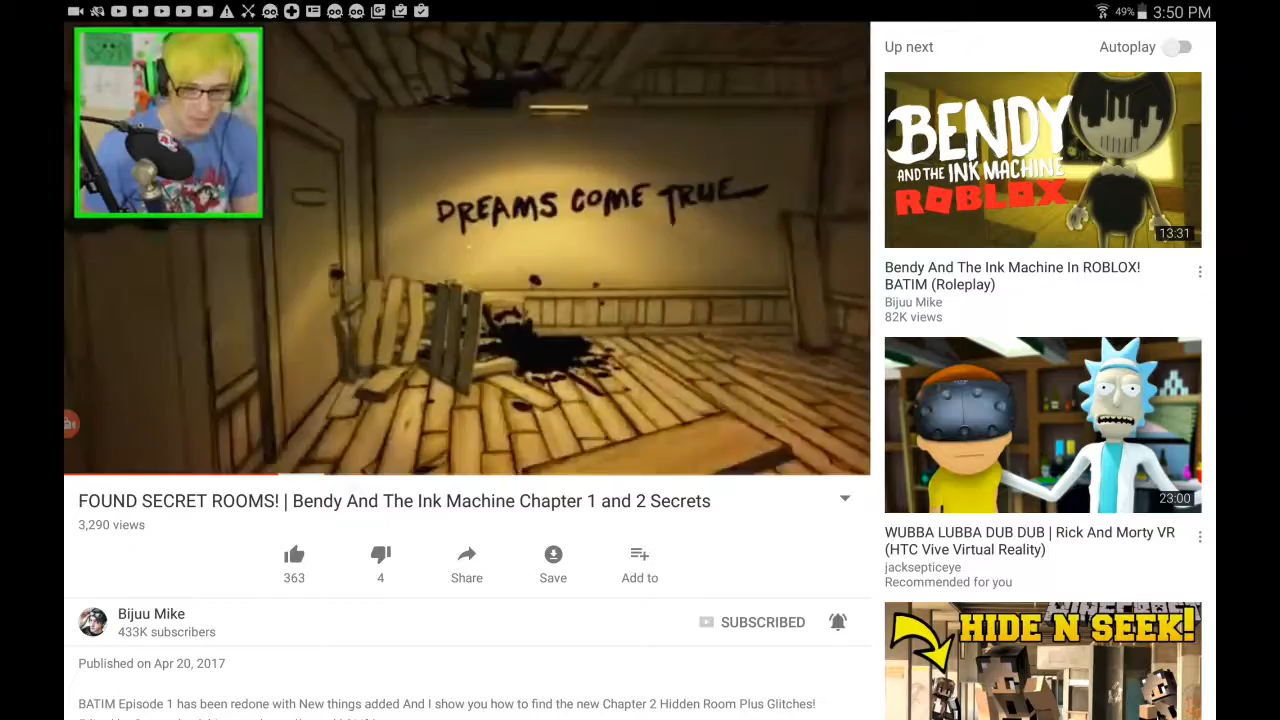 49% 3:50 PM
DREAMS COME TRUE
FOUND SECRET ROOMS! | Bendy And The Ink Machine Chapter 1 and 2 Secrets
3,290 views
363
4
Share
Save
Add to
Bijuu Mike
433K subscribers
SUBSCRIBED
Published on Apr 20, 2017
BATIM Episode 1 has been redone with New things added And I show you how to find the new Chapter 2 Hidden Room Plus Glitches!
Up next
Autoplay
BENDY
AND THE INK MACHINE
ROBLOX
13:31
Bendy And The Ink Machine In ROBLOX!
BATIM (Roleplay)
Bijuu Mike
82K views
23:00
WUBBA LUBBA DUB DUB | Rick And Morty VR
(HTC Vive Virtual Reality)
jacksepticeye
Recommended for you
HIDE N SEEK!